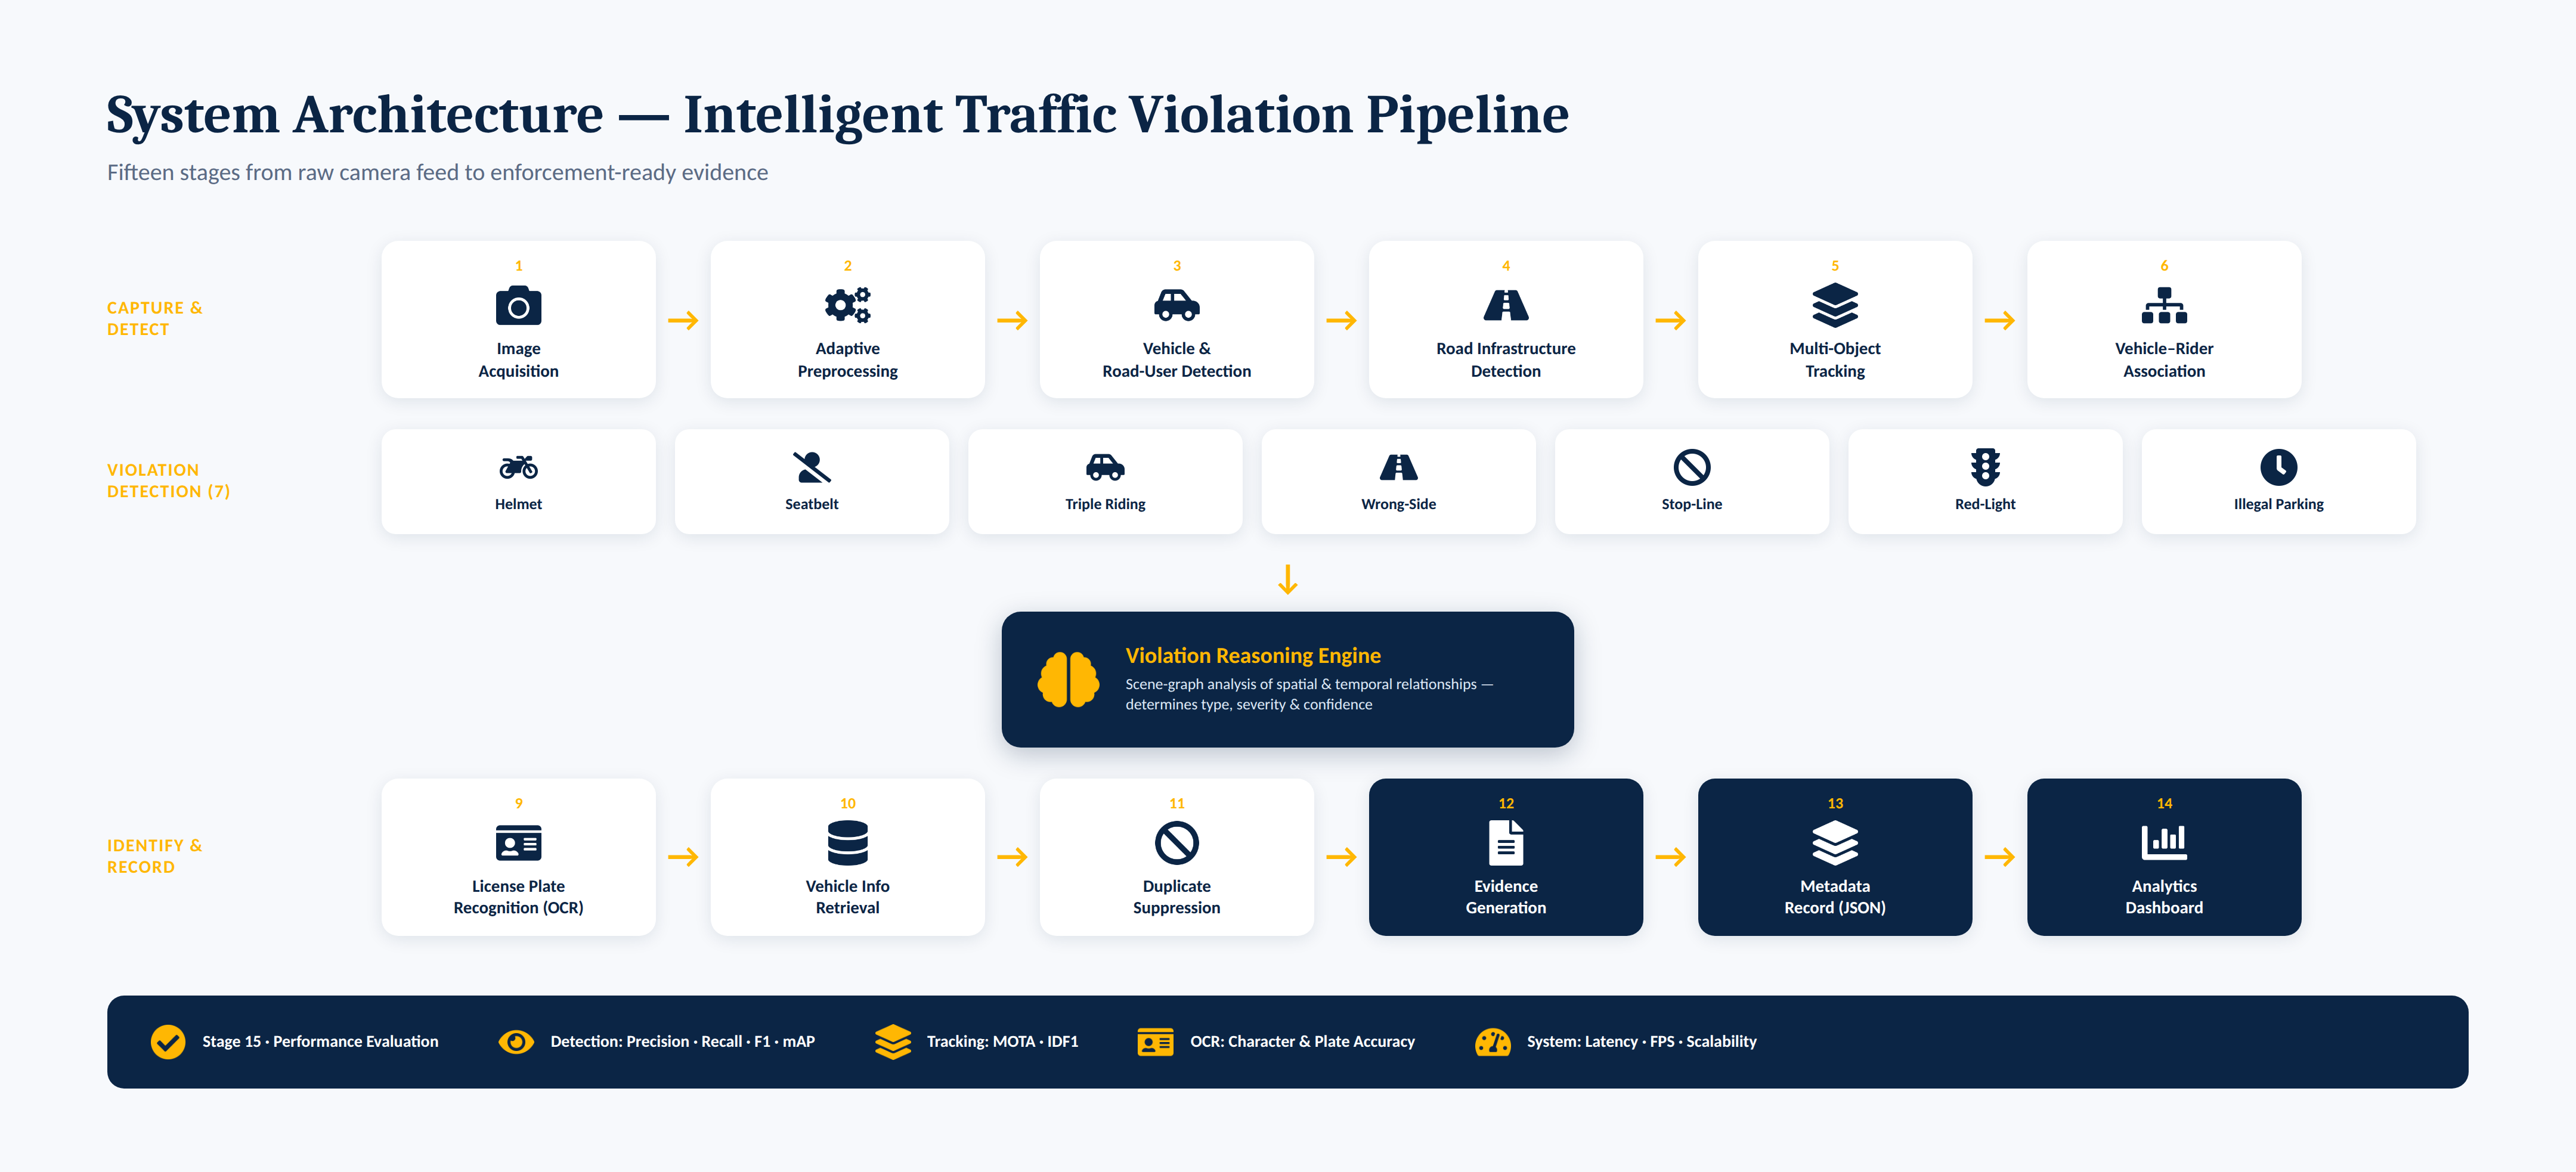 System Architecture — Intelligent Traffic Violation Pipeline
Fifteen stages from raw camera feed to enforcement-ready evidence
CAPTURE &
DETECT
1
Image
Acquisition
2
Adaptive
Preprocessing
3
Vehicle &
Road-User Detection
4
Road Infrastructure
Detection
5
Multi-Object
Tracking
6
Vehicle–Rider
Association
VIOLATION
DETECTION (7)
Helmet
Seatbelt
Triple Riding
Wrong-Side
Stop-Line
Red-Light
Illegal Parking
Violation Reasoning Engine
Scene-graph analysis of spatial & temporal relationships —
determines type, severity & confidence
IDENTIFY &
RECORD
9
License Plate
Recognition (OCR)
10
Vehicle Info
Retrieval
11
Duplicate
Suppression
12
Evidence
Generation
13
Metadata
Record (JSON)
14
Analytics
Dashboard
Stage 15 · Performance Evaluation
Detection: Precision · Recall · F1 · mAP
Tracking: MOTA · IDF1
OCR: Character & Plate Accuracy
System: Latency · FPS · Scalability